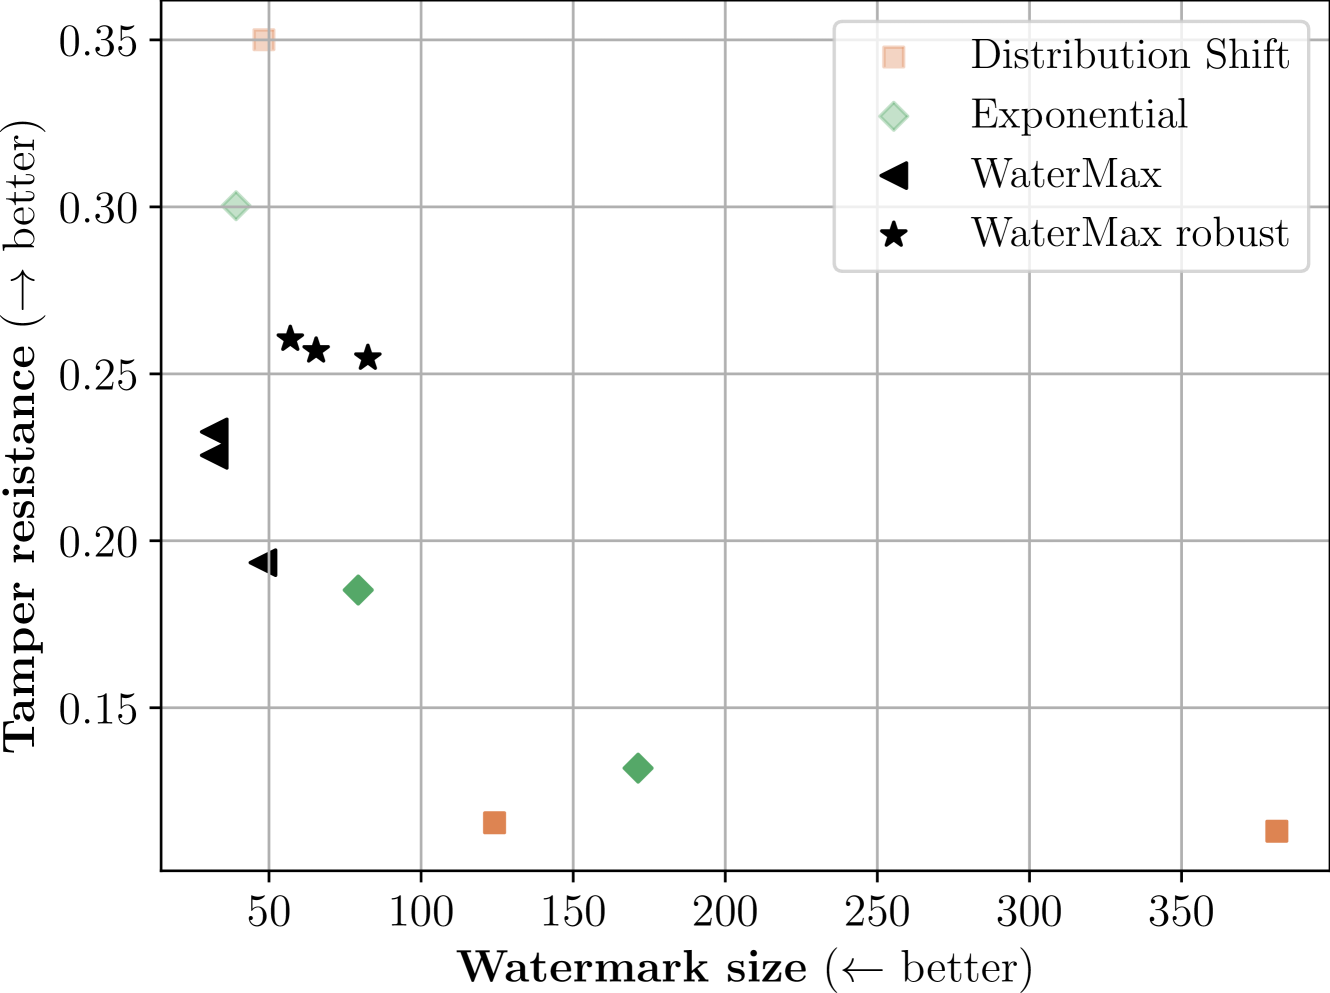 0.35
0.30
0.25
0.20
0.15
Tamper resistance (→ better)
Distribution Shift
Exponential
WaterMax
WaterMax robust
50 100 150 200 250 300 350
Watermark size (← better)